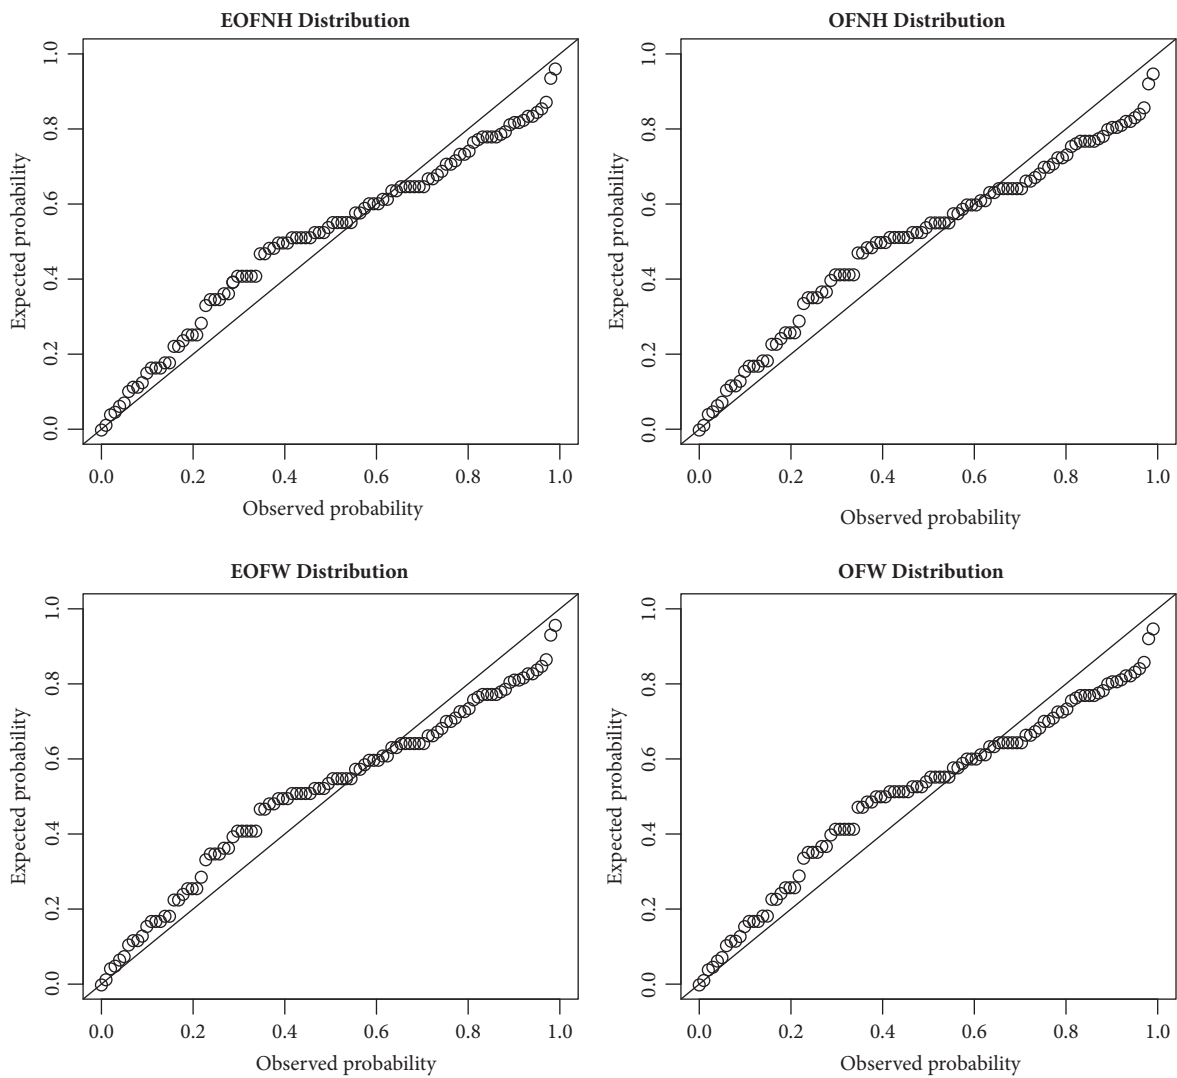 EOFNH Distribution
Expected probability
1.0
0.8
0.6
0.4
0.2
0.0
0.0 0.2 0.4 0.6 0.8 1.0
Observed probability
OFNH Distribution
Expected probability
1.0
0.8
0.6
0.4
0.2
0.0
0.0 0.2 0.4 0.6 0.8 1.0
Observed probability
EOFW Distribution
Expected probability
1.0
0.8
0.6
0.4
0.2
0.0
0.0 0.2 0.4 0.6 0.8 1.0
Observed probability
OFW Distribution
Expected probability
1.0
0.8
0.6
0.4
0.2
0.0
0.0 0.2 0.4 0.6 0.8 1.0
Observed probability